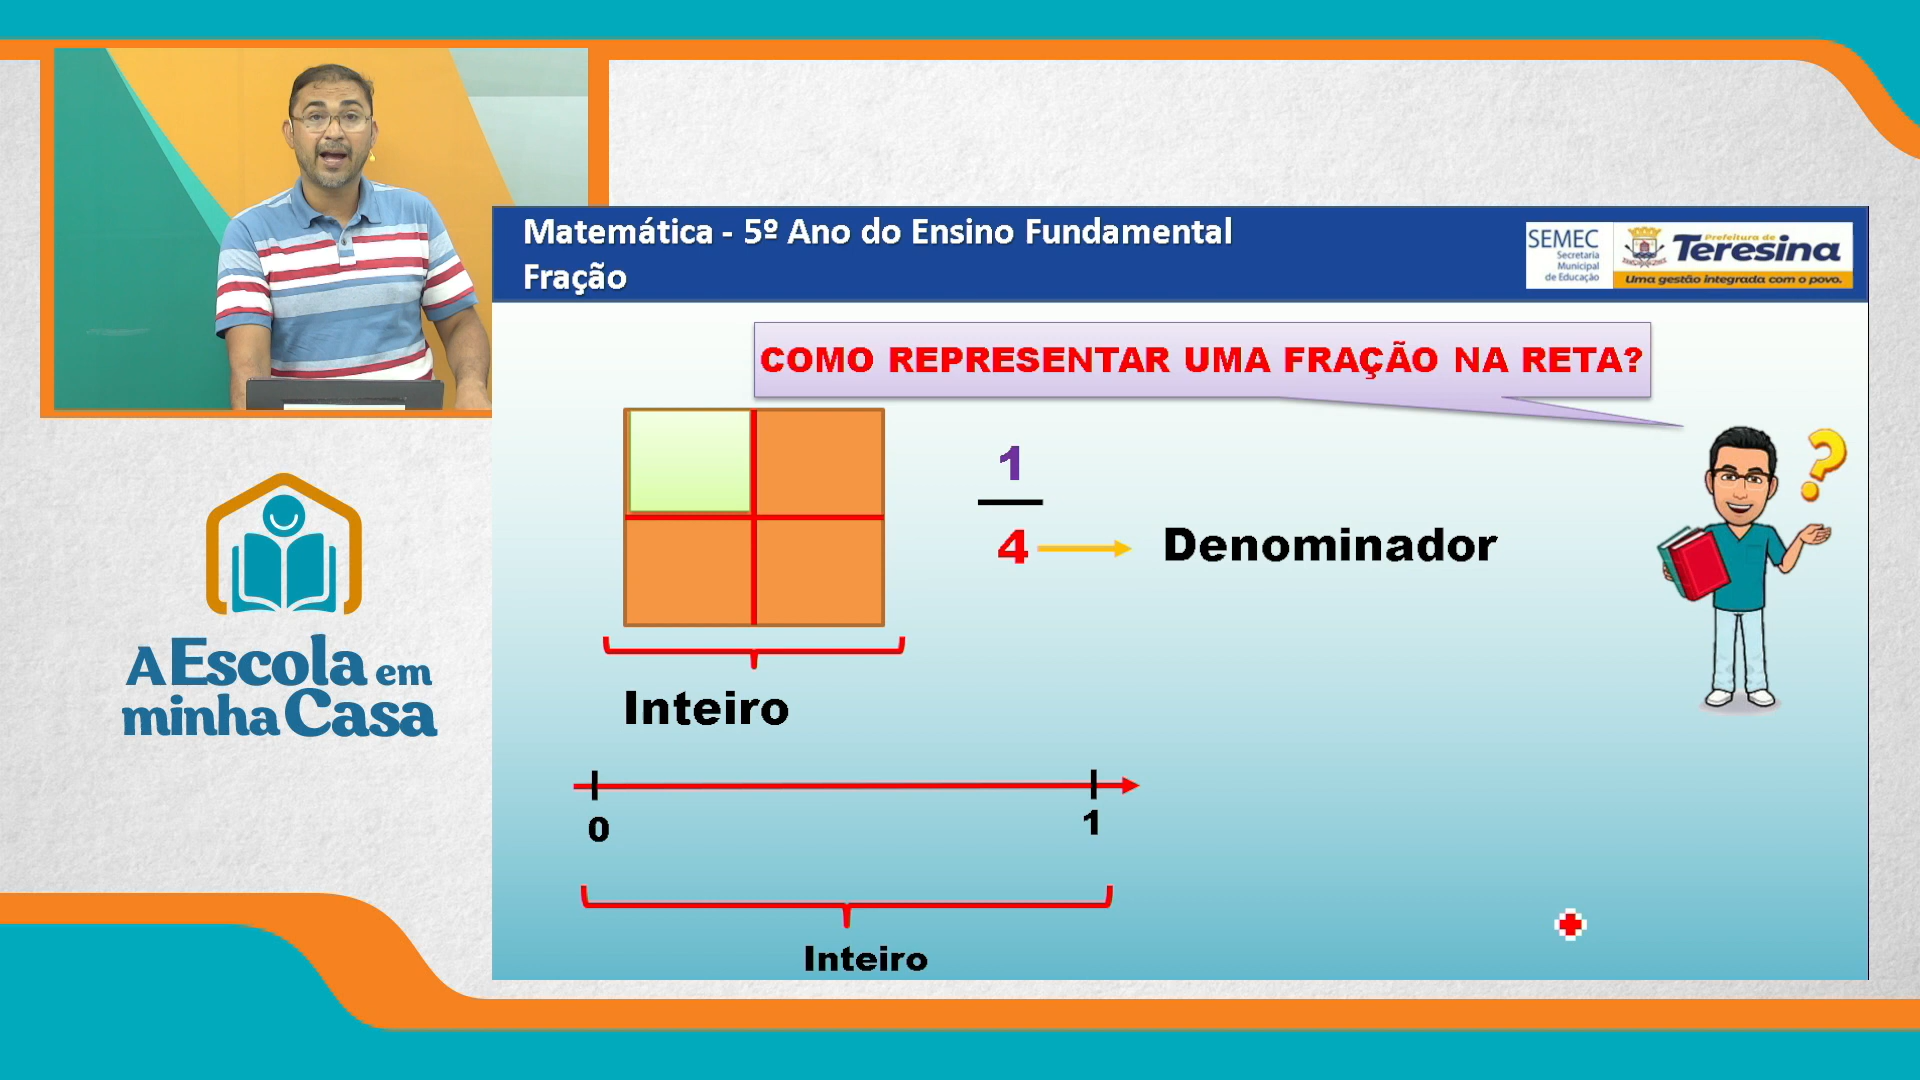 Matemática - 5º Ano do Ensino Fundamental
Fração
SEMEC
Secretaria
Municipal
de Educação
Prefeitura de
Teresina
Uma gestão integrada com o povo.
COMO REPRESENTAR UMA FRAÇÃO NA RETA?
1
4
Denominador
?
Inteiro
0
1
Inteiro
A Escola em
minha Casa